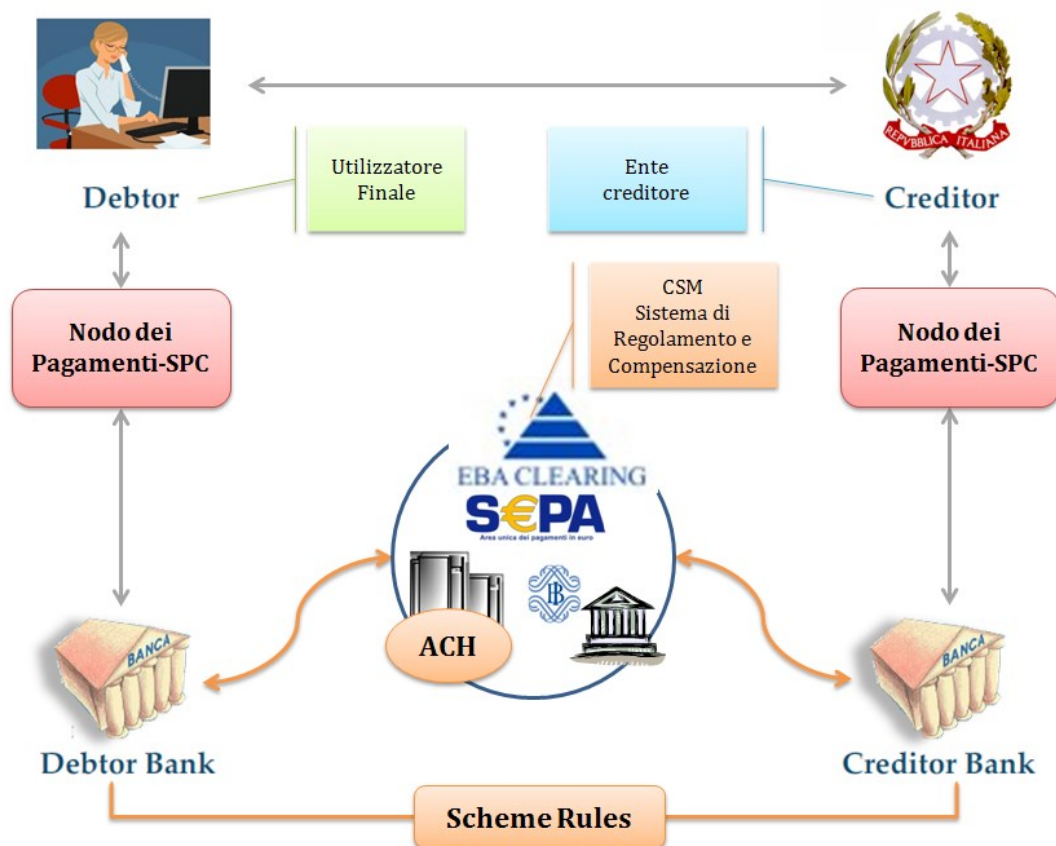 REPVBBLICA ITALIANA
Debtor
Utilizzatore
Finale
Ente
creditore
Creditor
Nodo dei
Pagamenti-SPC
CSM
Sistema di
Regolamento e
Compensazione
Nodo dei
Pagamenti-SPC
EBA CLEARING
S€PA
Area unica dei pagamenti in euro
BI
ACH
BANCA
Debtor Bank
BANCA
Creditor Bank
Scheme Rules